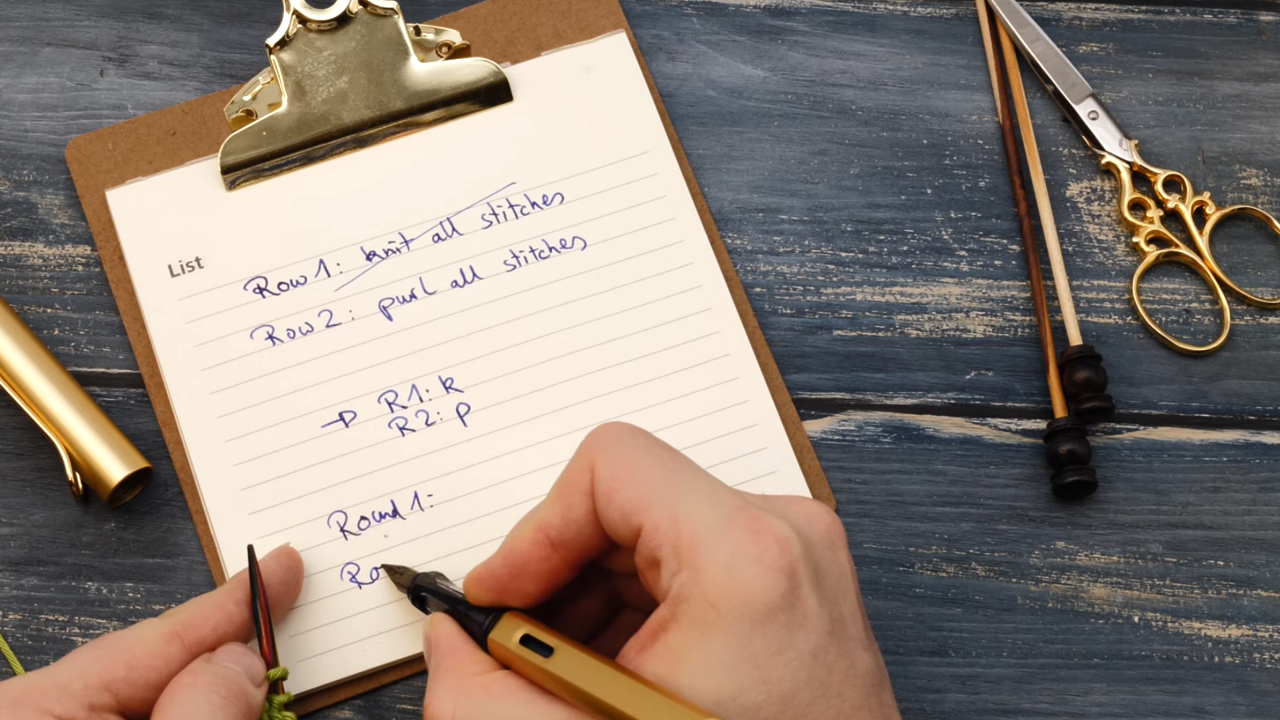 List
Row 1: knit all stitches
Row 2: purl all stitches
→ R1: k
R2: p
Round 1:
Ro